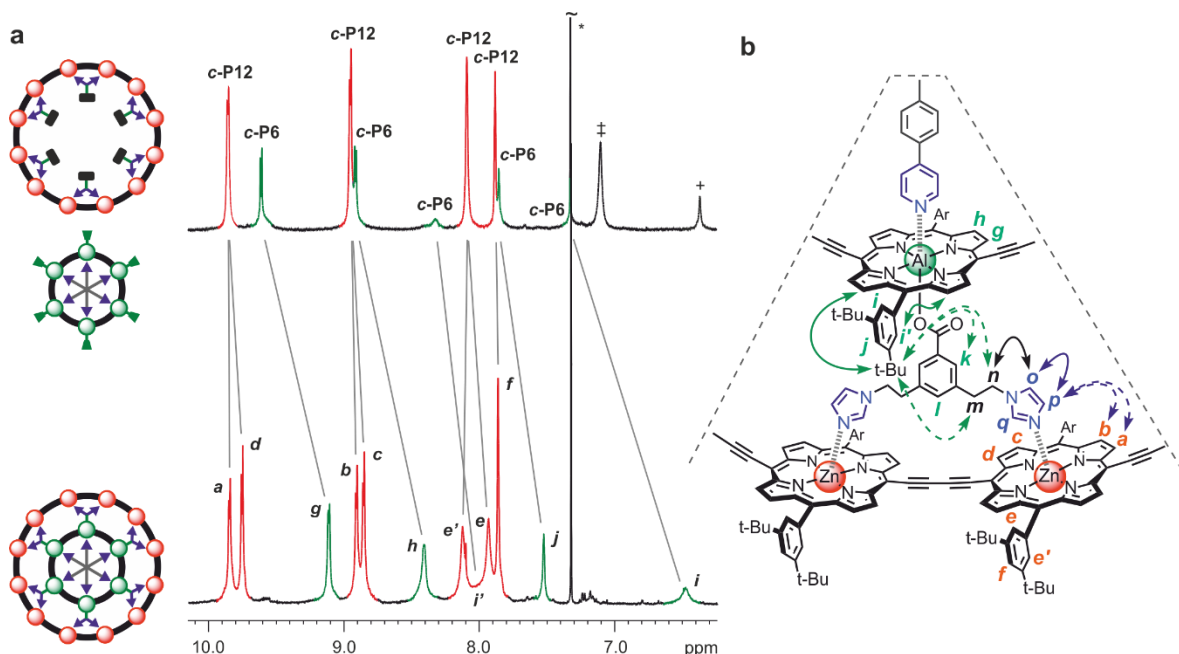 a
b
~
*
c-P12
c-P12
c-P12
c-P12
c-P6
c-P6
c-P6
c-P6
c-P6
‡
+
a
d
g
b
c
h
e'
i'
e
f
j
i
10.0
9.0
8.0
7.0
ppm
N
Ar
h
g
N
N
Al
N
N
i
t-Bu
i'
O
O
j
k
t-Bu
n
o
l
m
N
N
N
q
p
N
Ar
Ar
c
b
a
d
N
N
Zn
N
N
N
N
Zn
N
N
t-Bu
e
t-Bu
e'
f
t-Bu
t-Bu